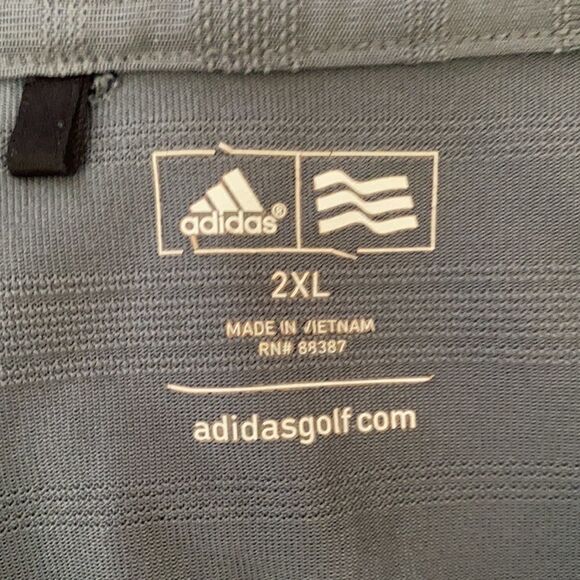 adidas®
2XL
MADE IN VIETNAM
RN# 88387
adidasgolf.com